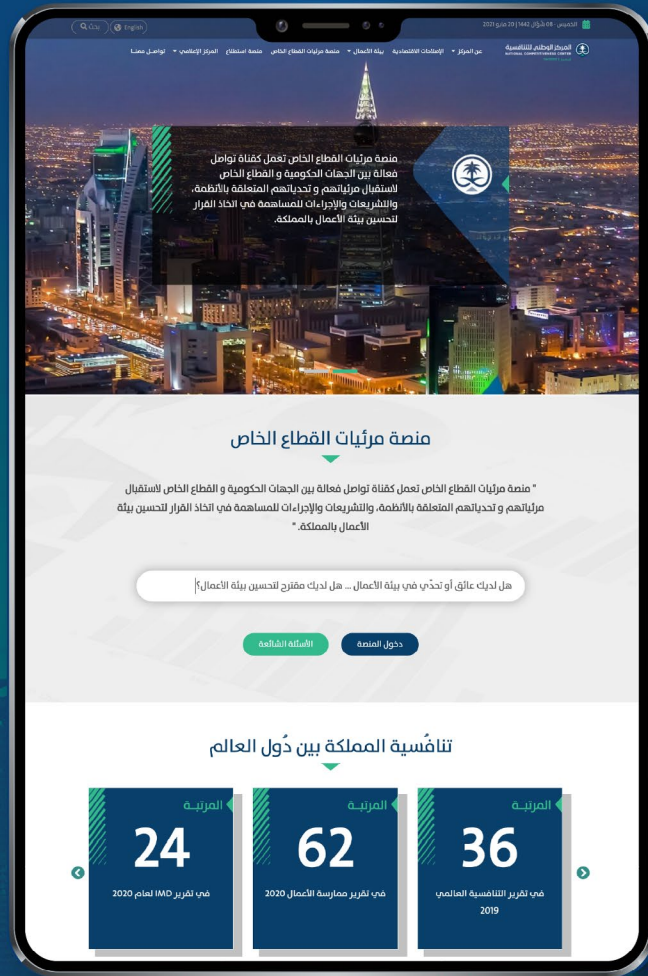 الخميس - 08 شوّال 1442 | 20 مايو 2021
English
بحث
المركز الوطني للتنافسية
NATIONAL COMPETITIVENESS CENTER
عن المركز
الإصلاحات الاقتصادية
بيئة الأعمال
منصة مرئيات القطاع الخاص
منصة استطلاع
المركز الإعلامي
تواصل معنا
منصة مرئيات القطاع الخاص تعمل كقناة تواصل
فعالة بين الجهات الحكومية و القطاع الخاص
لاستقبال مرئياتهم و تحدياتهم المتعلقة بالأنظمة،
والتشريعات والإجراءات للمساهمة في اتخاذ القرار
لتحسين بيئة الأعمال بالمملكة.
منصة مرئيات القطاع الخاص
" منصة مرئيات القطاع الخاص تعمل كقناة تواصل فعالة بين الجهات الحكومية و القطاع الخاص لاستقبال
مرئياتهم و تحدياتهم المتعلقة بالأنظمة، والتشريعات والإجراءات للمساهمة في اتخاذ القرار لتحسين بيئة
الأعمال بالمملكة. "
هل لديك عائق أو تحدّي في بيئة الأعمال ... هل لديك مقترح لتحسين بيئة الأعمال؟
دخول المنصة
الأسئلة الشائعة
تنافُسية المملكة بين دُول العالم
المرتبـة
36
في تقرير التنافسية العالمي
2019
المرتبـة
62
في تقرير ممارسة الأعمال 2020
المرتبـة
24
في تقرير IMD لعام 2020